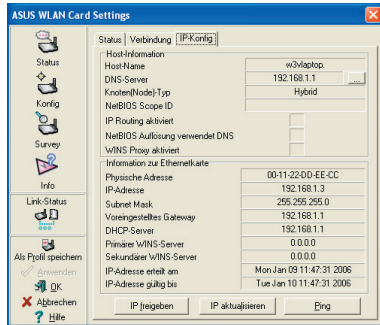 ASUS WLAN Card Settings
Status
Konfig
Survey
Info
Link-Status
Als Profil speichern
Anwenden
OK
Abbrechen
Hilfe
Status Verbindung IP-Konfig
Host-Information
Host-Name w3vlaptop.
DNS-Server 192.168.1.1 ...
Knoten(Node)-Typ Hybrid
NetBIOS Scope ID
IP Routing aktiviert
NetBIOS Auflösung verwendet DNS
WINS Proxy aktiviert
Information zur Ethernetkarte
Physische Adresse 00-11-22-DD-EE-CC
IP-Adresse 192.168.1.3
Subnet Mask 255.255.255.0
Voreingestelltes Gateway 192.168.1.1
DHCP-Server 192.168.1.1
Primärer WINS-Server 0.0.0.0
Sekundärer WINS-Server 0.0.0.0
IP-Adresse erteilt am Mon Jan 09 11:47:31 2006
IP-Adresse gültig bis Tue Jan 10 11:47:31 2006
IP freigeben IP aktualisieren Ping